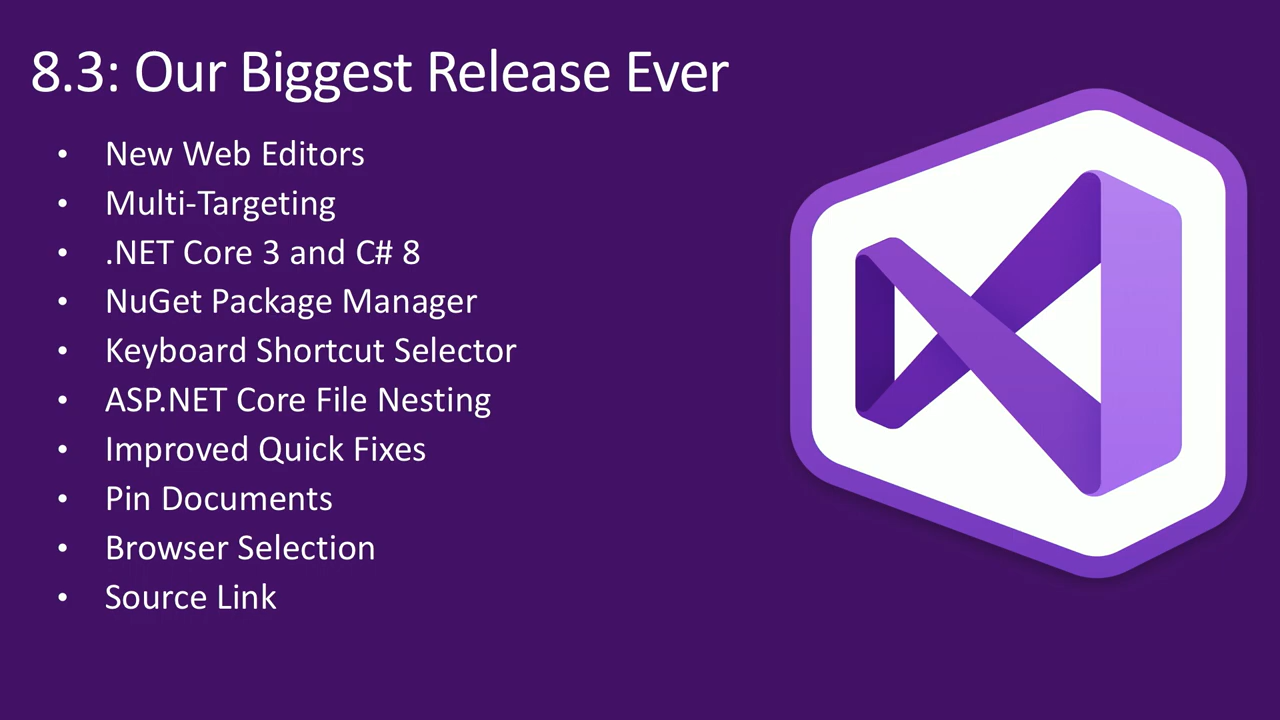 8.3: Our Biggest Release Ever
• New Web Editors
• Multi-Targeting
• .NET Core 3 and C# 8
• NuGet Package Manager
• Keyboard Shortcut Selector
• ASP.NET Core File Nesting
• Improved Quick Fixes
• Pin Documents
• Browser Selection
• Source Link